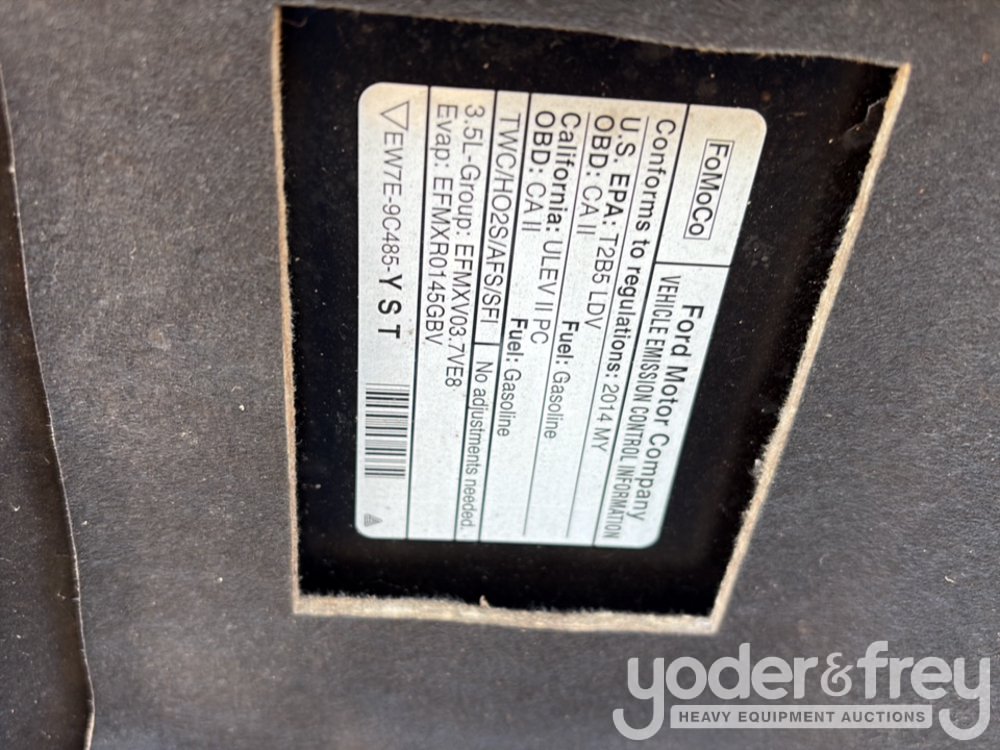 FoMoCo
Ford Motor Company
VEHICLE EMISSION CONTROL INFORMATION
Conforms to regulations: 2014 MY
U.S. EPA: T2B5 LDV
OBD: CA II Fuel: Gasoline
California: ULEV II PC
OBD: CA II Fuel: Gasoline
TWC/HO2S/AFS/SFI No adjustments needed.
3.5L-Group: EFMXV03.7VE8
Evap: EFMXR0145GBV
EW7E-9C485-Y S T
yoder&frey
HEAVY EQUIPMENT AUCTIONS